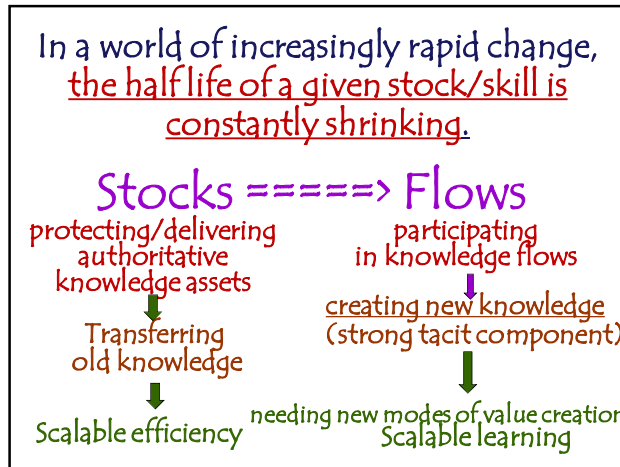 In a world of increasingly rapid change,
the half life of a given stock/skill is
constantly shrinking.
Stocks =====> Flows
protecting/delivering
authoritative
knowledge assets
Transferring
old knowledge
Scalable efficiency
participating
in knowledge flows
creating new knowledge
(strong tacit component)
needing new modes of value creation
Scalable learning